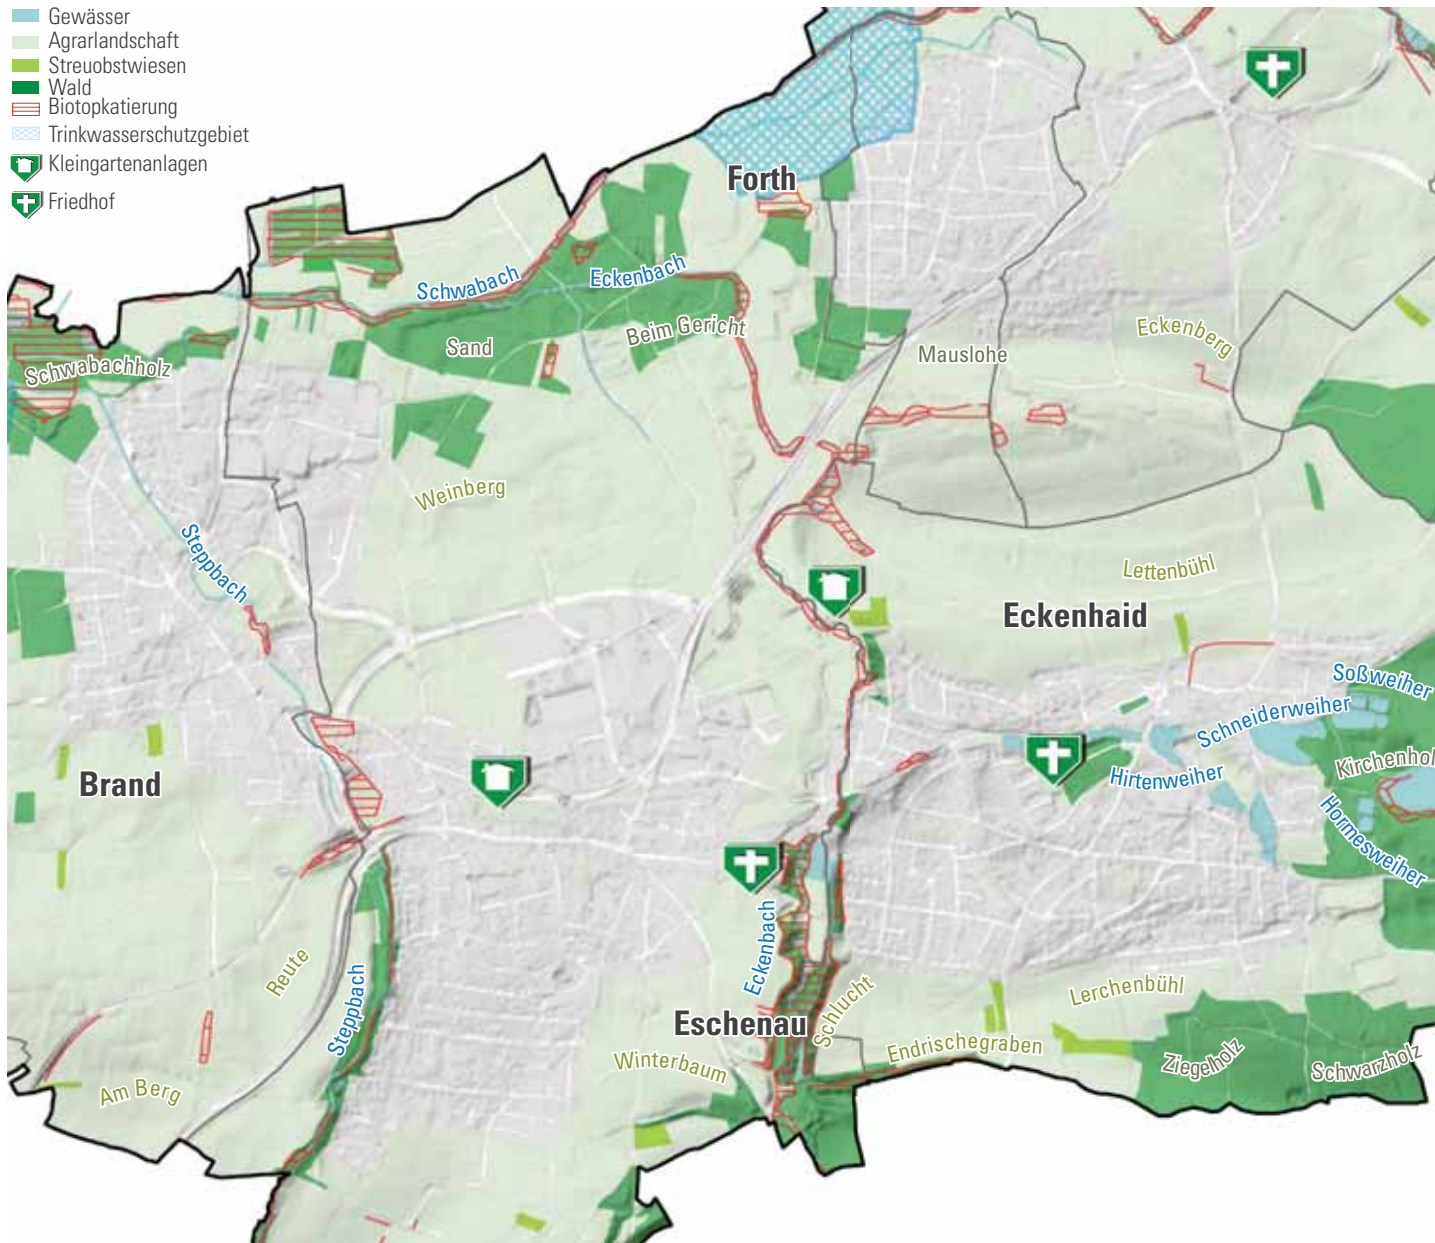 Gewässer
Agrarlandschaft
Streuobstwiesen
Wald
Biotopkatierung
Trinkwasserschutzgebiet
Kleingartenanlagen
Friedhof
Forth
Schwabach
Eckenbach
Beim Gericht
Sand
Schwabachholz
Mauslohe
Eckenberg
Weinberg
Steppbach
Lettenbühl
Eckenhaid
Soßweiher
Schneiderweiher
Kirchenhol
Hirtenweiher
Hormesweiher
Brand
Eckenbach
Reute
Steppbach
Schlucht
Lerchenbühl
Eschenau
Endrischegraben
Winterbaum
Ziegelholz
Schwarzholz
Am Berg